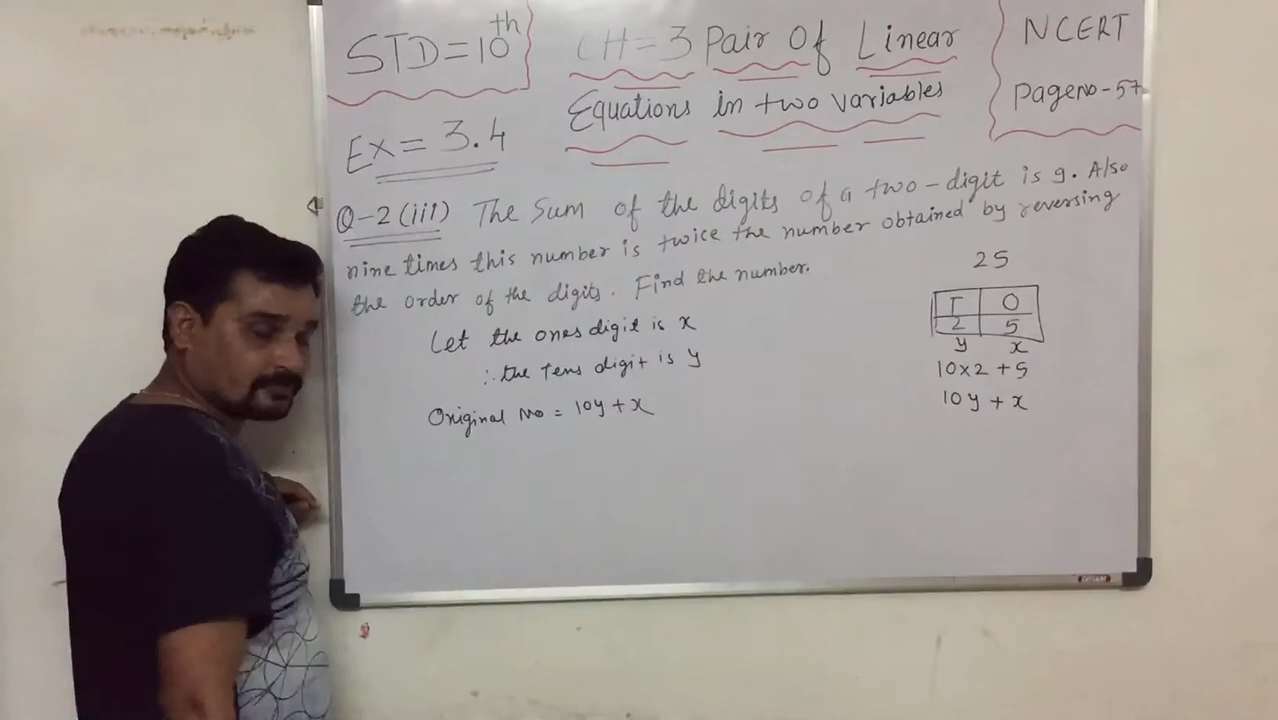 STD=10th
CH=3 Pair Of Linear
Equations in two variables
NCERT
Pageno-57
Ex=3.4
Q-2(iii) The Sum of the digits of a two-digit is 9. Also
nine times this number is twice the number obtained by reversing
the order of the digits. Find the number.
Let the ones digit is x
∴ the Tens digit is y
Original No = 10y+x
25
T O
2 5
y x
10×2+5
10y+x